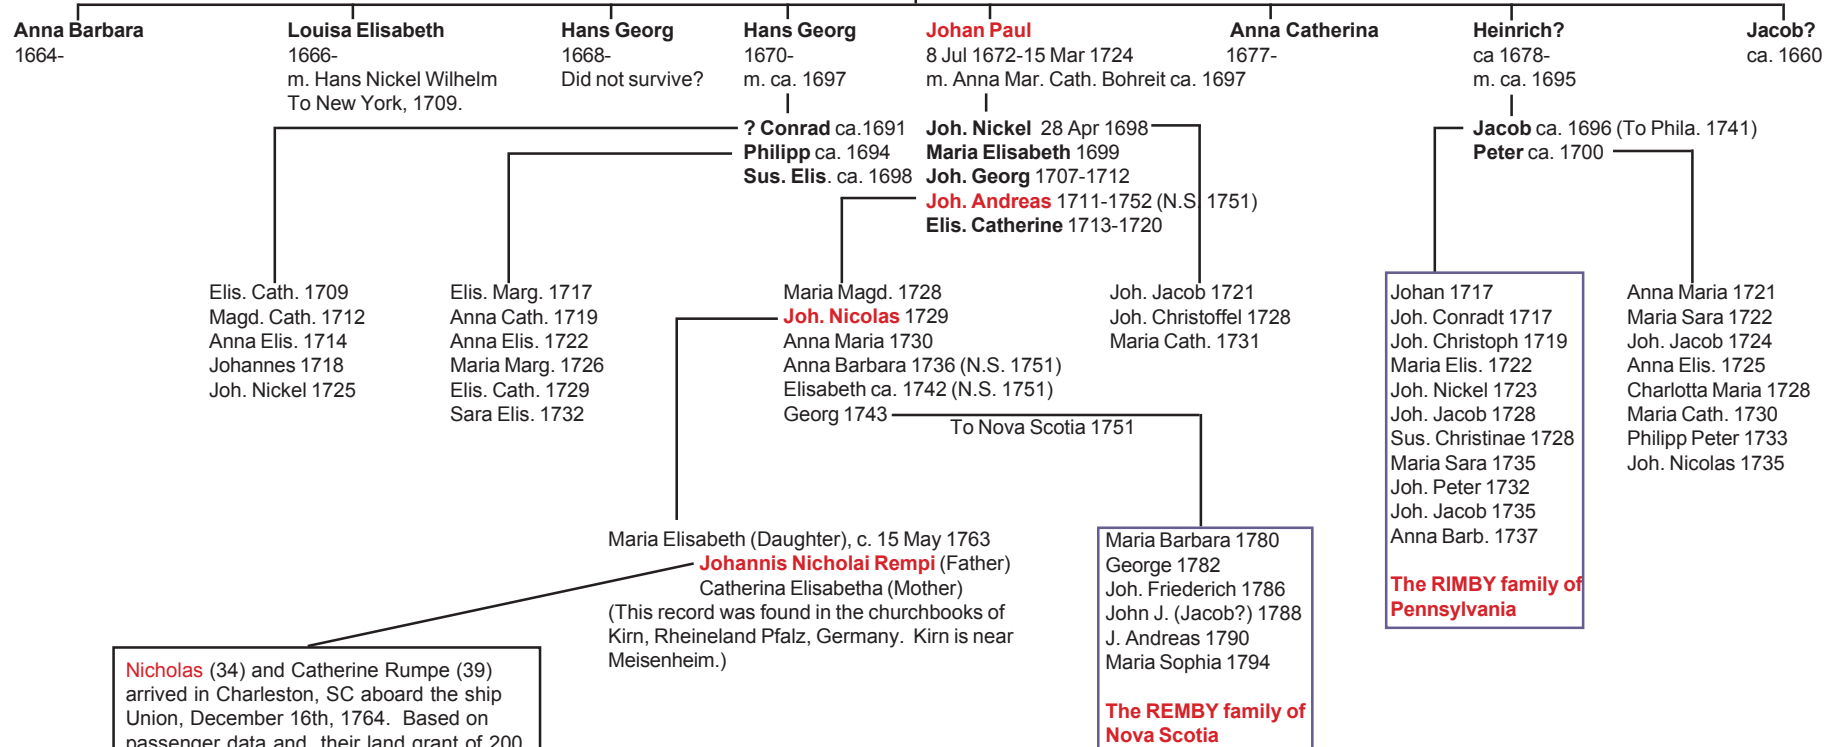 Anna Barbara
1664-
Louisa Elisabeth
1666-
m. Hans Nickel Wilhelm
To New York, 1709.
Hans Georg
1668-
Did not survive?
Hans Georg
1670-
m. ca. 1697
Johan Paul
8 Jul 1672-15 Mar 1724
m. Anna Mar. Cath. Bohreit ca. 1697
Anna Catherina
1677-
Heinrich?
ca 1678-
m. ca. 1695
Jacob?
ca. 1660
? Conrad ca.1691
Philipp ca. 1694
Sus. Elis. ca. 1698
Joh. Nickel 28 Apr 1698
Maria Elisabeth 1699
Joh. Georg 1707-1712
Joh. Andreas 1711-1752 (N.S. 1751)
Elis. Catherine 1713-1720
Jacob ca. 1696 (To Phila. 1741)
Peter ca. 1700
Elis. Cath. 1709
Magd. Cath. 1712
Anna Elis. 1714
Johannes 1718
Joh. Nickel 1725
Elis. Marg. 1717
Anna Cath. 1719
Anna Elis. 1722
Maria Marg. 1726
Elis. Cath. 1729
Sara Elis. 1732
Maria Magd. 1728
Joh. Nicolas 1729
Anna Maria 1730
Anna Barbara 1736 (N.S. 1751)
Elisabeth ca. 1742 (N.S. 1751)
Georg 1743
To Nova Scotia 1751
Joh. Jacob 1721
Joh. Christoffel 1728
Maria Cath. 1731
Johan 1717
Joh. Conradt 1717
Joh. Christoph 1719
Maria Elis. 1722
Joh. Nickel 1723
Joh. Jacob 1728
Sus. Christinae 1728
Maria Sara 1735
Joh. Peter 1732
Joh. Jacob 1735
Anna Barb. 1737
The RIMBY family of
Pennsylvania
Anna Maria 1721
Maria Sara 1722
Joh. Jacob 1724
Anna Elis. 1725
Charlotta Maria 1728
Maria Cath. 1730
Philipp Peter 1733
Joh. Nicolas 1735
Maria Elisabeth (Daughter), c. 15 May 1763
Johannis Nicholai Rempi (Father)
Catherina Elisabetha (Mother)
(This record was found in the churchbooks of
Kirn, Rheineland Pfalz, Germany. Kirn is near
Meisenheim.)
Maria Barbara 1780
George 1782
Joh. Friederich 1786
John J. (Jacob?) 1788
J. Andreas 1790
Maria Sophia 1794
The REMBY family of
Nova Scotia
Nicholas (34) and Catherine Rumpe (39)
arrived in Charleston, SC aboard the ship
Union, December 16th, 1764. Based on
passenger data and their land grant of 200